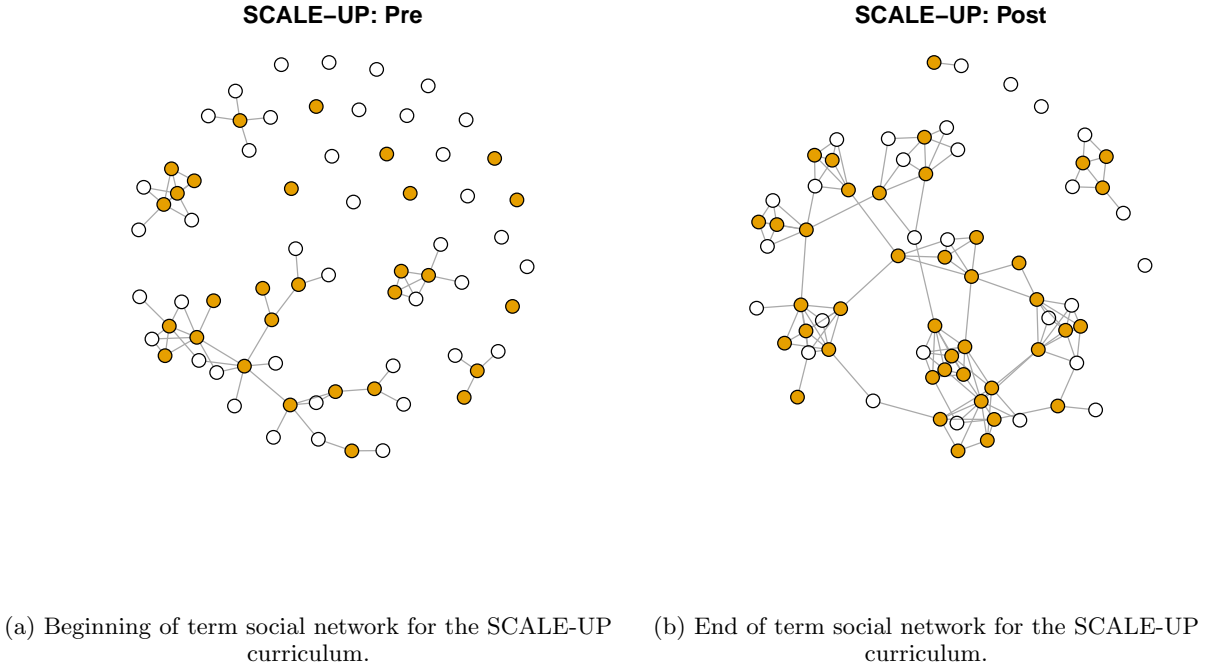 SCALE−UP: Pre
SCALE−UP: Post
(a) Beginning of term social network for the SCALE-UP
curriculum.
(b) End of term social network for the SCALE-UP
curriculum.